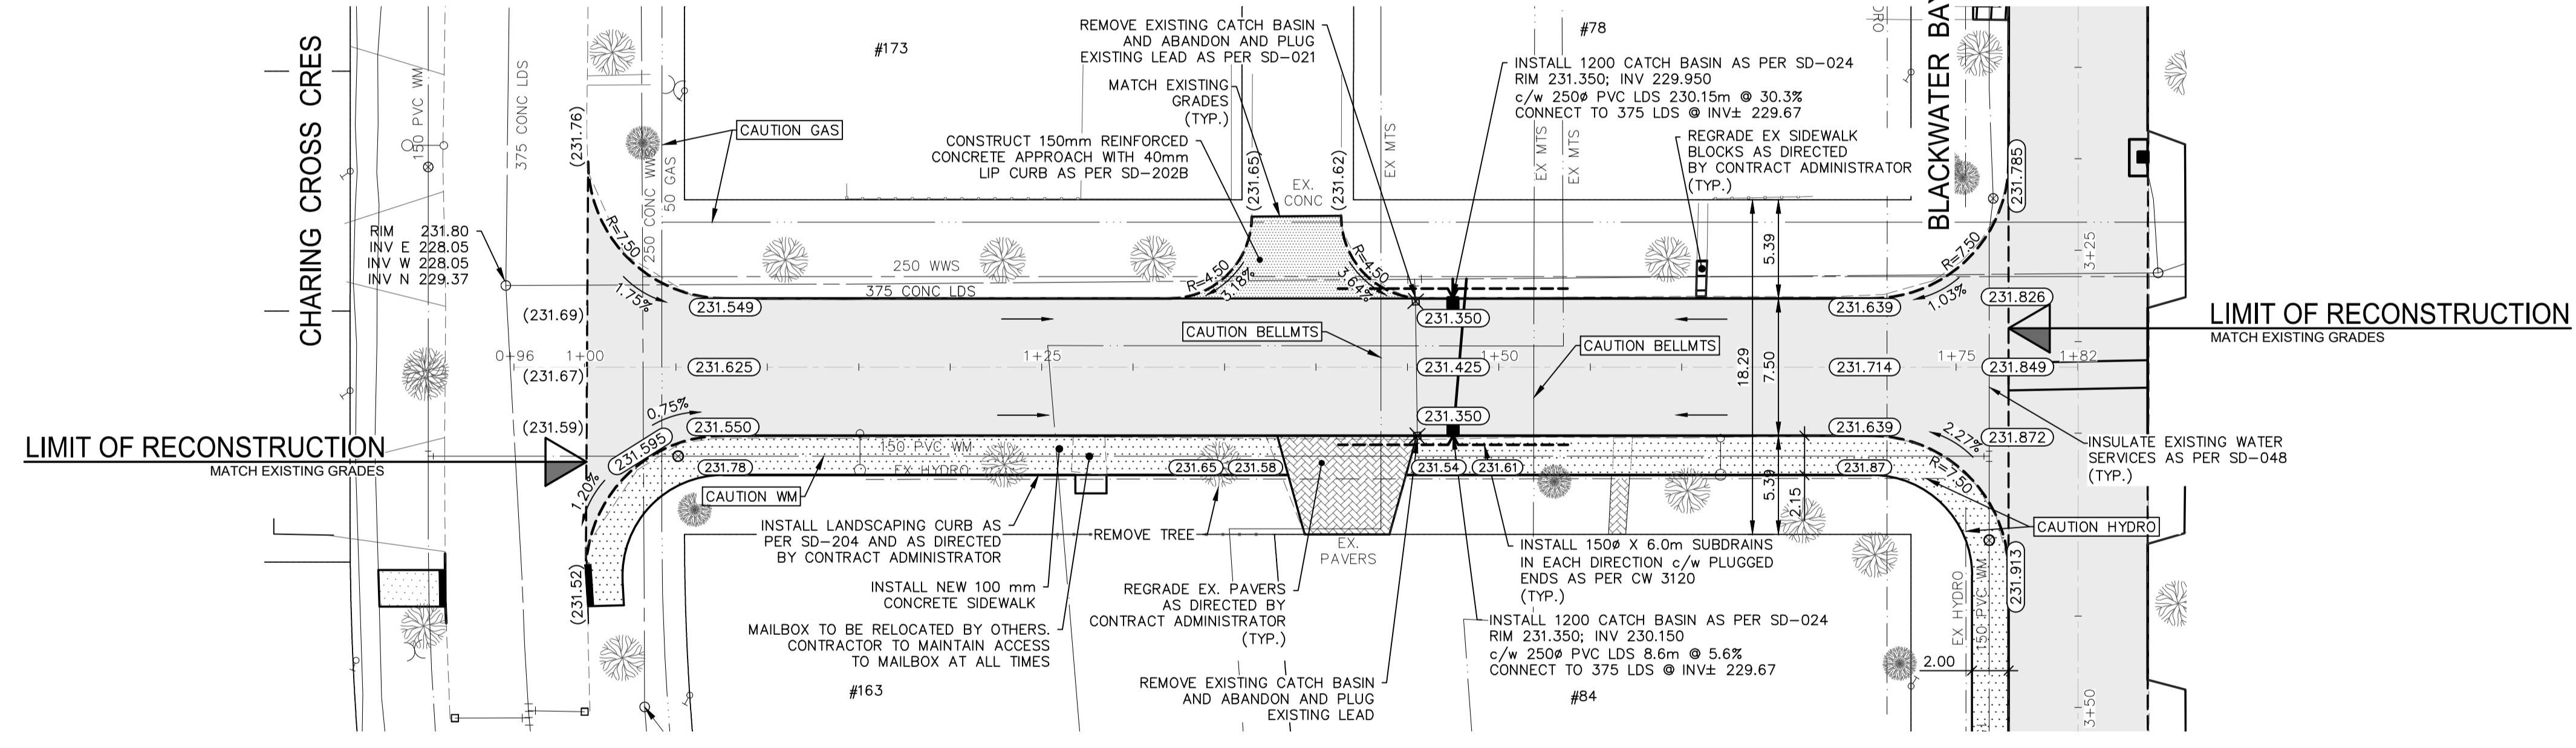 CHARING CROSS CRES
150 PVC WM
375 CONC LDS
(231.76)
250 CONC WWS
50 GAS
#173
CAUTION GAS
REMOVE EXISTING CATCH BASIN
AND ABANDON AND PLUG
EXISTING LEAD AS PER SD-021
MATCH EXISTING
GRADES
(TYP.)
CONSTRUCT 150mm REINFORCED
CONCRETE APPROACH WITH 40mm
LIP CURB AS PER SD-202B
(231.65)
EX.
CONC
(231.62)
EX MTS
#78
INSTALL 1200 CATCH BASIN AS PER SD-024
RIM 231.350; INV 229.950
c/w 250ø PVC LDS 230.15m @ 30.3%
CONNECT TO 375 LDS @ INV± 229.67
EX MTS
EX MTS
REGRADE EX SIDEWALK
BLOCKS AS DIRECTED
BY CONTRACT ADMINISTRATOR
(TYP.)
BLACKWATER BAY
231.785
3+25
RIM 231.80
INV E 228.05
INV W 228.05
INV N 229.37
R=7.50
1.75%
250 WWS
375 CONC LDS
R=4.50
3.18%
R=4.50
3.64%
5.39
R=7.50
1.03%
(231.69)
231.549
231.350
231.639
231.826
LIMIT OF RECONSTRUCTION
MATCH EXISTING GRADES
CAUTION BELLMTS
CAUTION BELLMTS
0+96
1+00
1+25
1+50
1+75
1+82
(231.67)
231.625
231.425
18.29
7.50
231.714
231.849
0.75%
(231.59)
231.550
231.350
231.639
2.27%
231.872
LIMIT OF RECONSTRUCTION
MATCH EXISTING GRADES
231.595
150 PVC WM
EX HYDRO
231.78
231.65
231.58
231.54
231.61
231.87
1.20%
CAUTION WM
R=7.50
5.39
2.15
INSULATE EXISTING WATER
SERVICES AS PER SD-048
(TYP.)
CAUTION HYDRO
INSTALL LANDSCAPING CURB AS
PER SD-204 AND AS DIRECTED
BY CONTRACT ADMINISTRATOR
REMOVE TREE
EX.
PAVERS
INSTALL 150ø X 6.0m SUBDRAINS
IN EACH DIRECTION c/w PLUGGED
ENDS AS PER CW 3120
(TYP.)
(231.52)
INSTALL NEW 100 mm
CONCRETE SIDEWALK
REGRADE EX. PAVERS
AS DIRECTED BY
CONTRACT ADMINISTRATOR
(TYP.)
EX HYDRO
150 PVC WM
231.913
MAILBOX TO BE RELOCATED BY OTHERS.
CONTRACTOR TO MAINTAIN ACCESS
TO MAILBOX AT ALL TIMES
INSTALL 1200 CATCH BASIN AS PER SD-024
RIM 231.350; INV 230.150
c/w 250ø PVC LDS 8.6m @ 5.6%
CONNECT TO 375 LDS @ INV± 229.67
2.00
#163
REMOVE EXISTING CATCH BASIN
AND ABANDON AND PLUG
EXISTING LEAD
#84
3+50